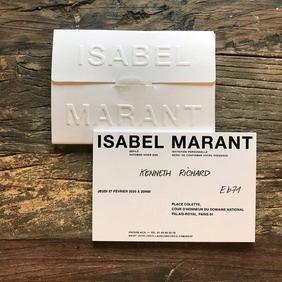 ISABEL
MARANT
ISABEL MARANT
DÉFILÉ
AUTOMNE-HIVER 2020
INVITATION PERSONNELLE
MERCI DE CONFIRMER VOTRE PRÉSENCE
KENNETH RICHARD
JEUDI 27 FÉVRIER 2020 À 20H00
Eb71
PLACE COLETTE,
COUR D'HONNEUR DU DOMAINE NATIONAL
PALAIS-ROYAL, PARIS 01